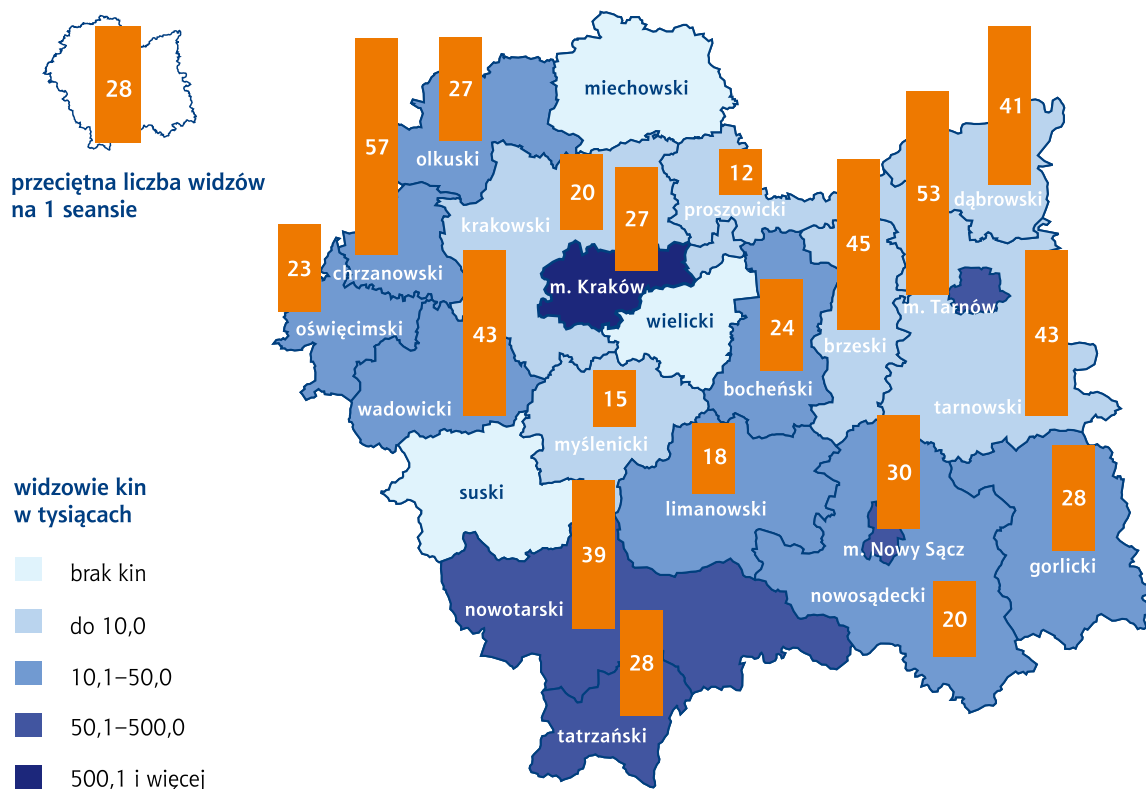 28
przeciętna liczba widzów
na 1 seansie
miechowski
27
olkuski
57
chrzanowski
41
dąbrowski
53
m. Tarnów
12
proszowicki
20
krakowski
27
m. Kraków
45
brzeski
23
oświęcimski
43
wadowicki
wielicki
24
bocheński
43
tarnowski
15
myślenicki
18
limanowski
30
m. Nowy Sącz
28
gorlicki
suski
39
nowotarski
nowosądecki
20
28
tatrzański
widzowie kin
w tysiącach
brak kin
do 10,0
10,1–50,0
50,1–500,0
500,1 i więcej